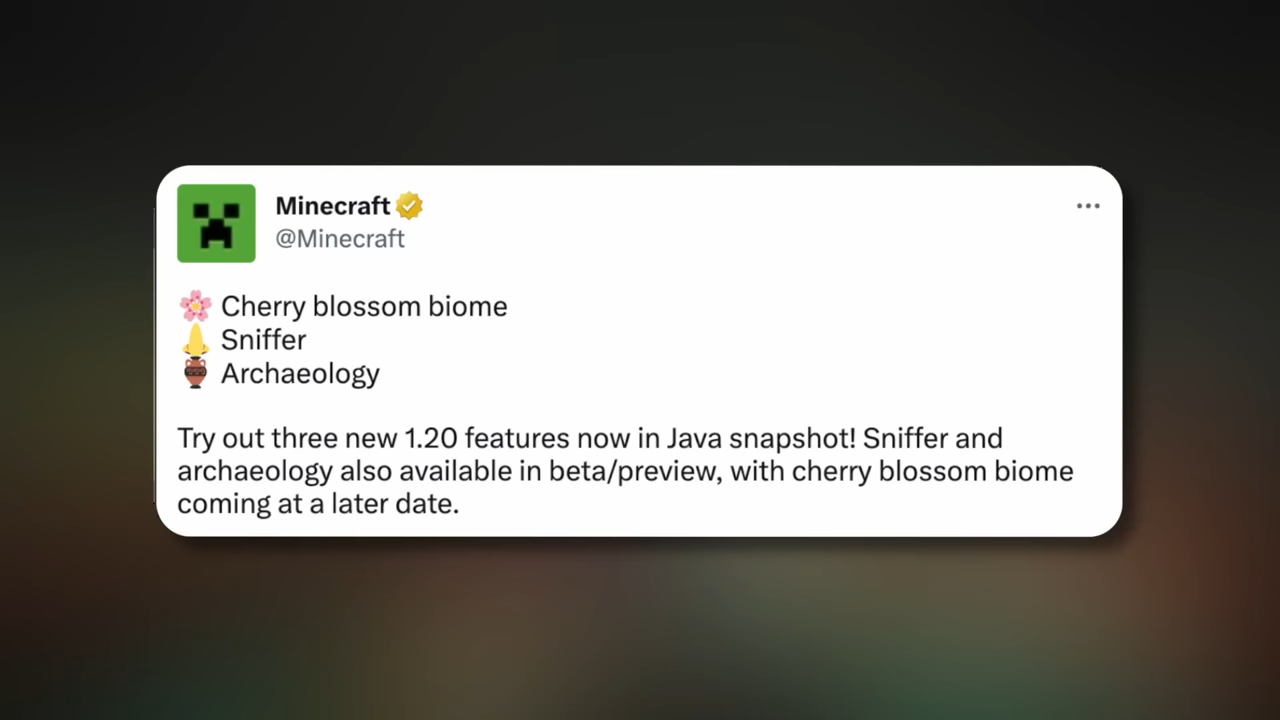 Minecraft
@Minecraft
🌸 Cherry blossom biome
👃 Sniffer
🏺 Archaeology
Try out three new 1.20 features now in Java snapshot! Sniffer and
archaeology also available in beta/preview, with cherry blossom biome
coming at a later date.